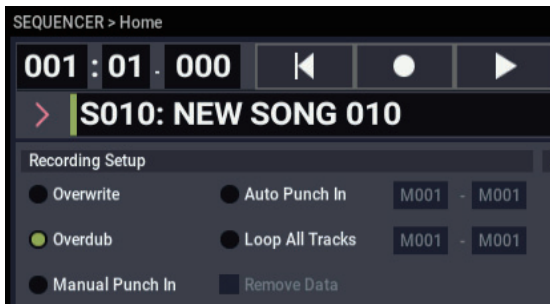 SEQUENCER > Home
001 : 01 . 000
S010: NEW SONG 010
Recording Setup
Overwrite Auto Punch In M001 - M001
Overdub Loop All Tracks M001 - M001
Manual Punch In Remove Data